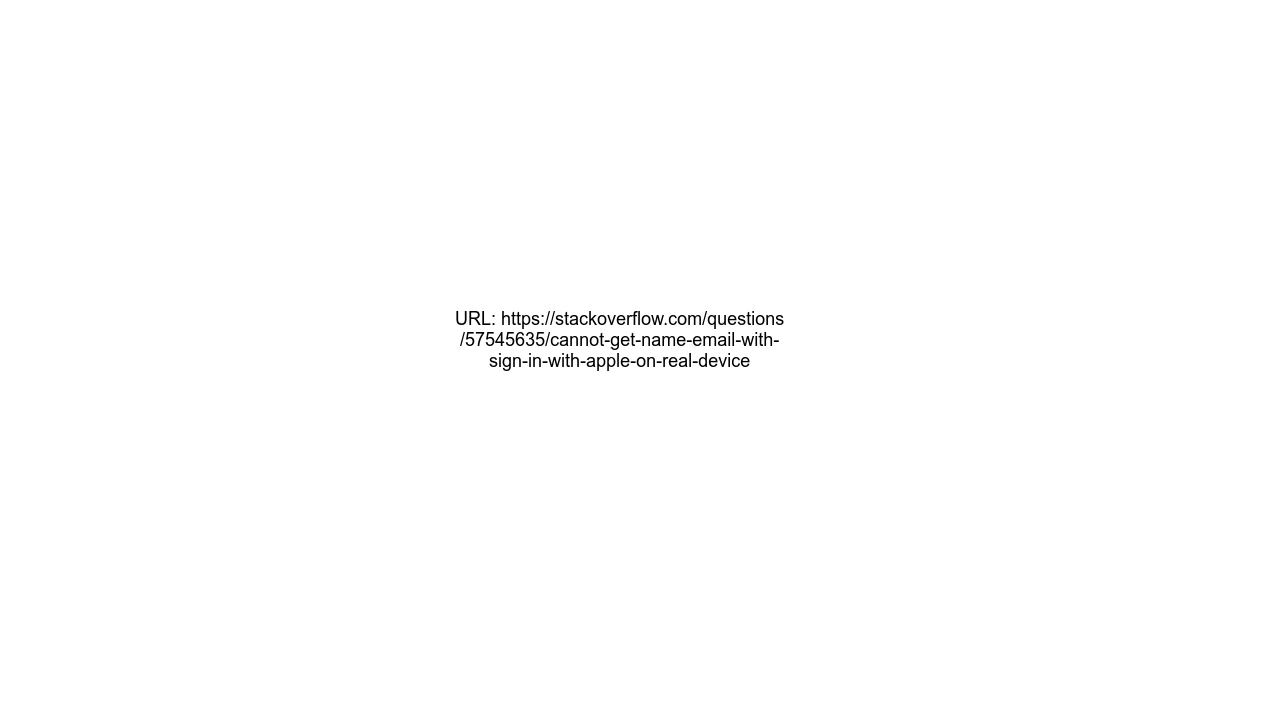 URL: https://stackoverflow.com/questions
/57545635/cannot-get-name-email-with-
sign-in-with-apple-on-real-device